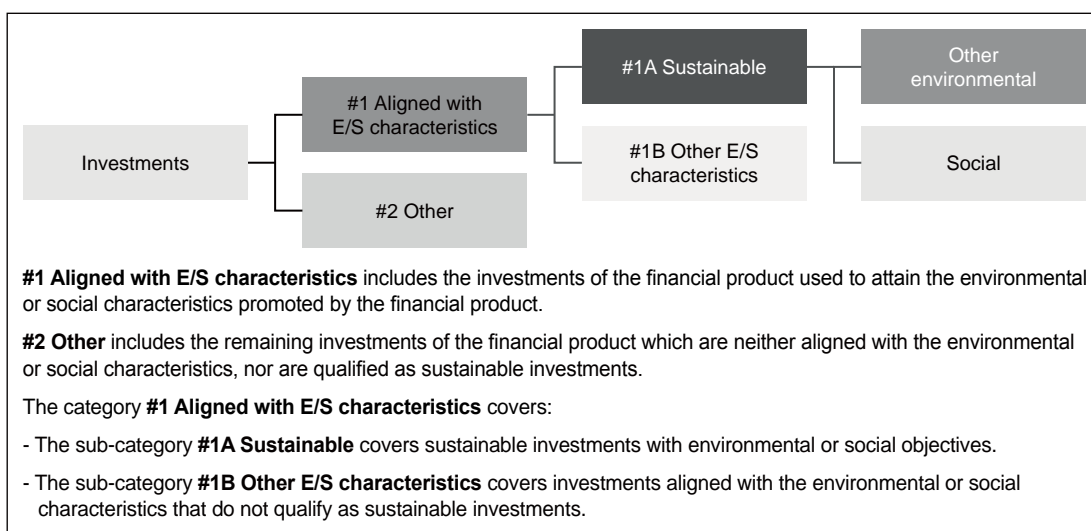 #1A Sustainable
Other
environmental
#1 Aligned with
E/S characteristics
Investments
#1B Other E/S
characteristics
Social
#2 Other
#1 Aligned with E/S characteristics includes the investments of the financial product used to attain the environmental
or social characteristics promoted by the financial product.
#2 Other includes the remaining investments of the financial product which are neither aligned with the environmental
or social characteristics, nor are qualified as sustainable investments.
The category #1 Aligned with E/S characteristics covers:
- The sub-category #1A Sustainable covers sustainable investments with environmental or social objectives.
- The sub-category #1B Other E/S characteristics covers investments aligned with the environmental or social
characteristics that do not qualify as sustainable investments.